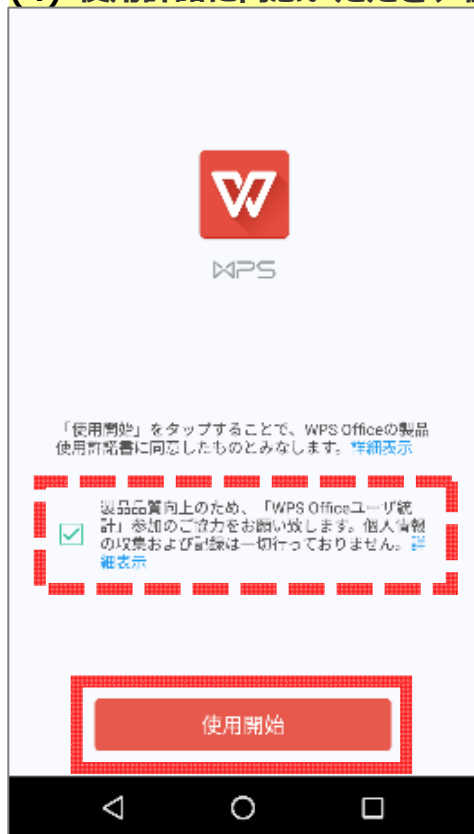 WPS
「使用開始」をタップすることで、WPS Officeの製品
使用許諾書に同意したものとみなします。詳細表示
製品品質向上のため、「WPS Officeユーザ統
計」参加のご協力をお願い致します。個人情報
の収集および記録は一切行っておりません。詳
細表示
使用開始